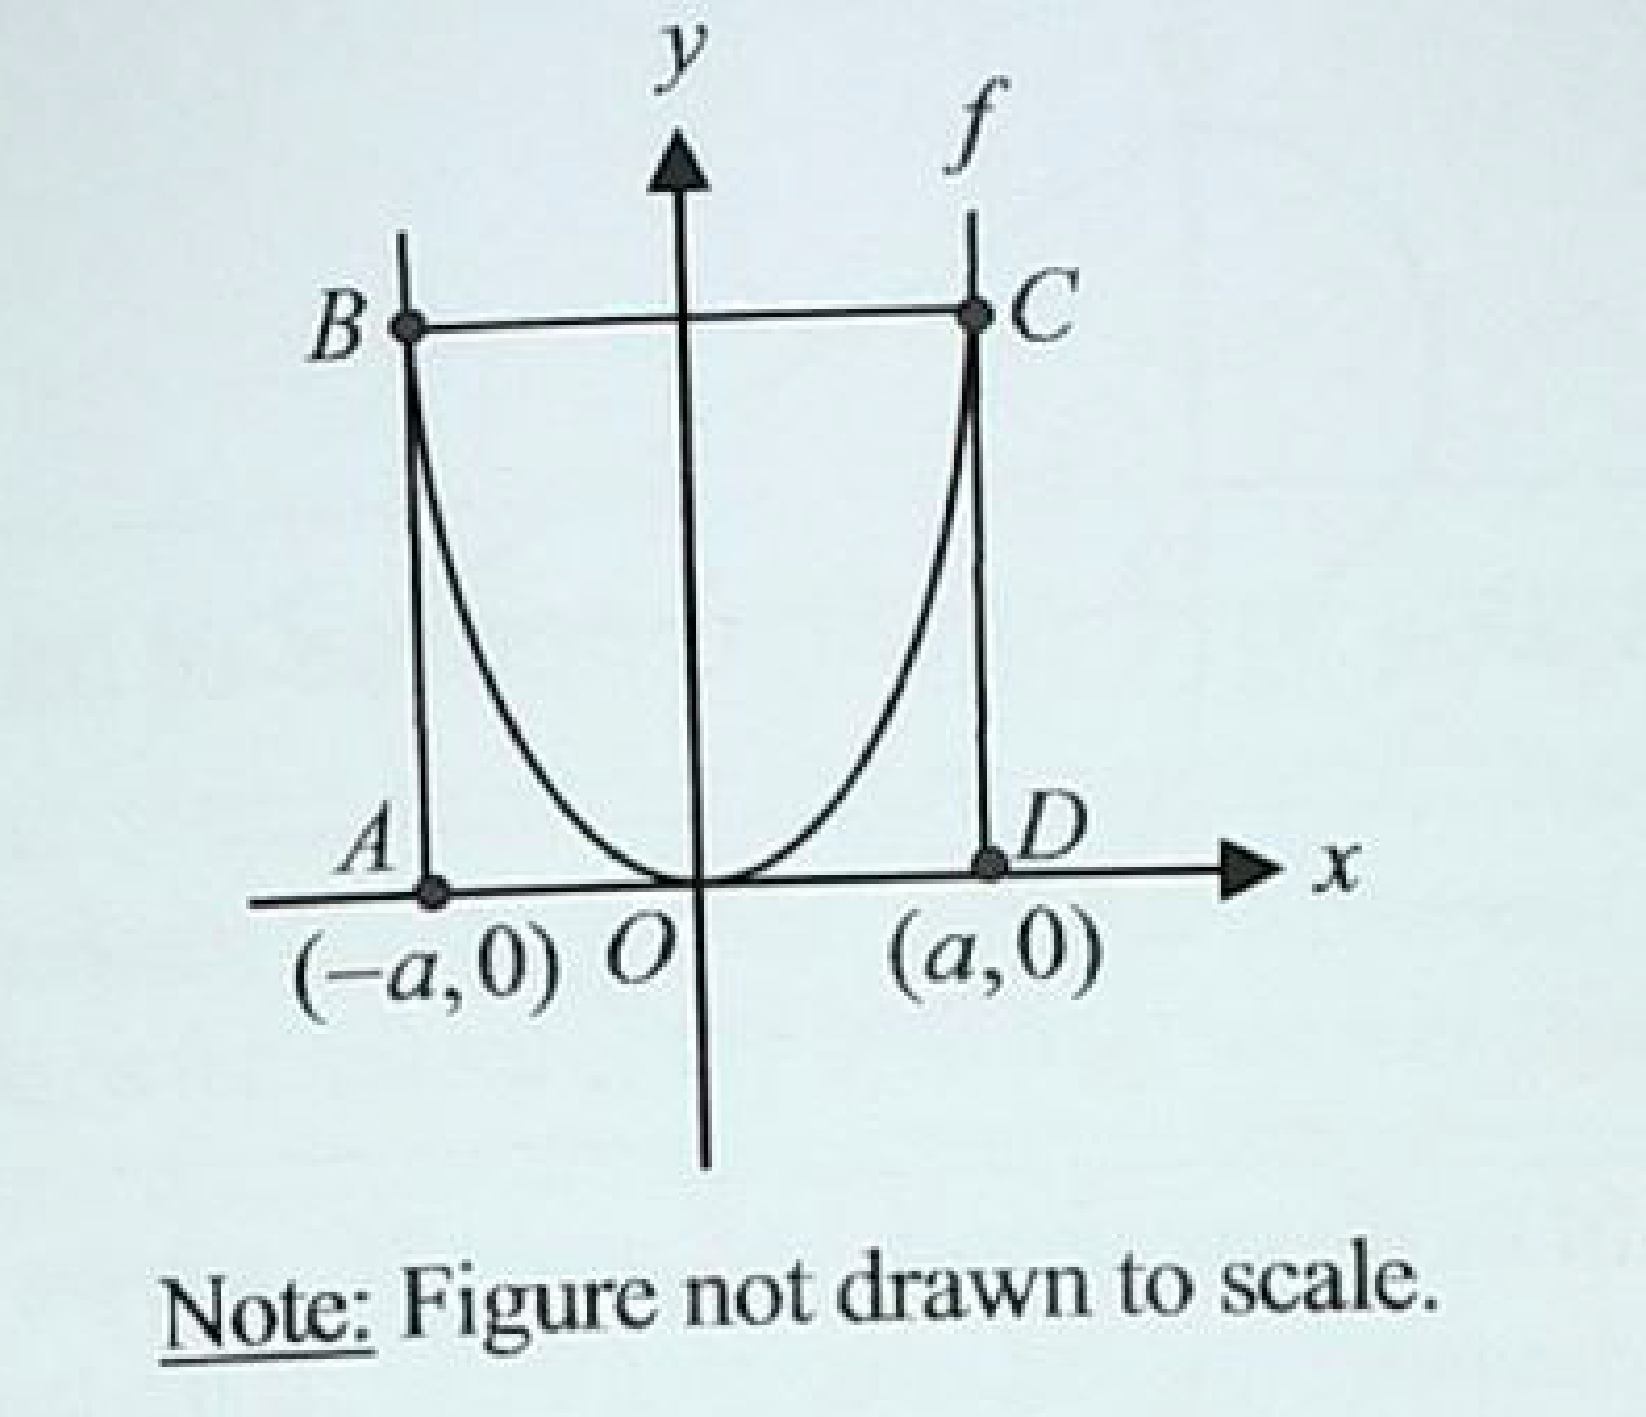 y
f
B
C
A
D
x
(−a,0)
O
(a,0)
Note: Figure not drawn to scale.